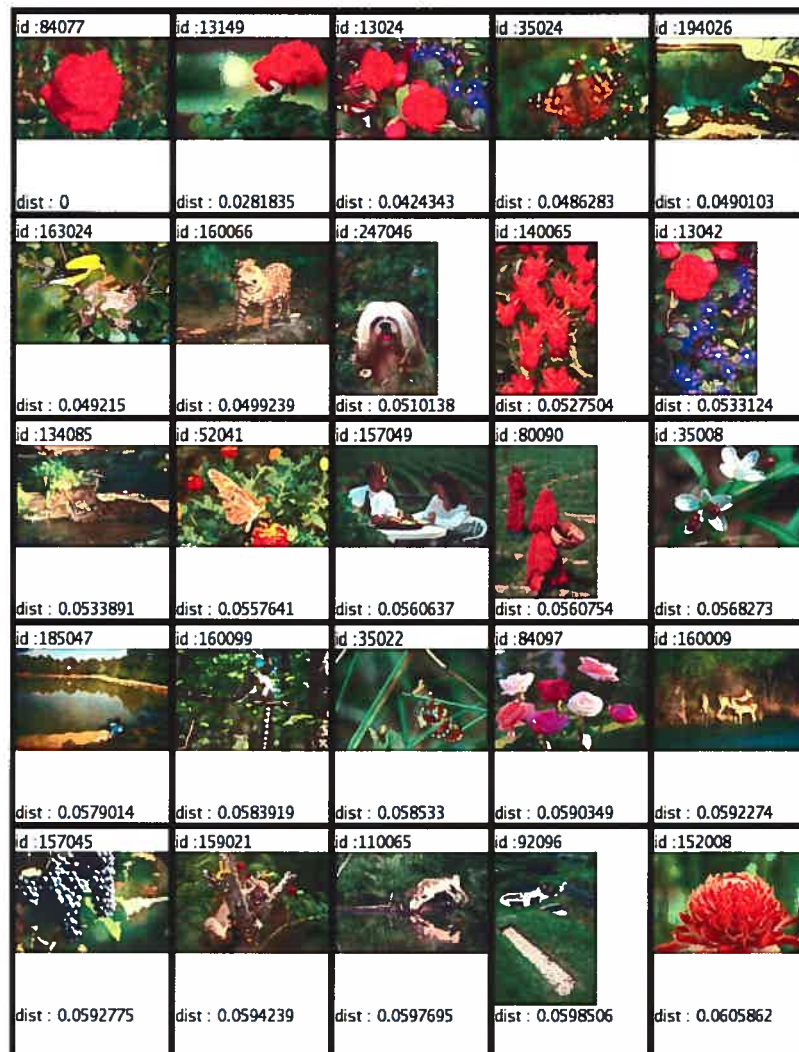 id :84077 id :13149 id :13024 id :35024 id :194026
dist : 0 dist : 0.0281835 dist : 0.0424343 dist : 0.0486283 dist : 0.0490103
id :163024 id :160066 id :247046 id :140065 id :13042
dist : 0.049215 dist : 0.0499239 dist : 0.0510138 dist : 0.0527504 dist : 0.0533124
id :134085 id :52041 id :157049 id :80090 id :35008
dist : 0.0533891 dist : 0.0557641 dist : 0.0560637 dist : 0.0560754 dist : 0.0568273
id :185047 id :160099 id :35022 id :84097 id :160009
dist : 0.0579014 dist : 0.0583919 dist : 0.058533 dist : 0.0590349 dist : 0.0592274
id :157045 id :159021 id :110065 id :92096 id :152008
dist : 0.0592775 dist : 0.0594239 dist : 0.0597695 dist : 0.0598506 dist : 0.0605862